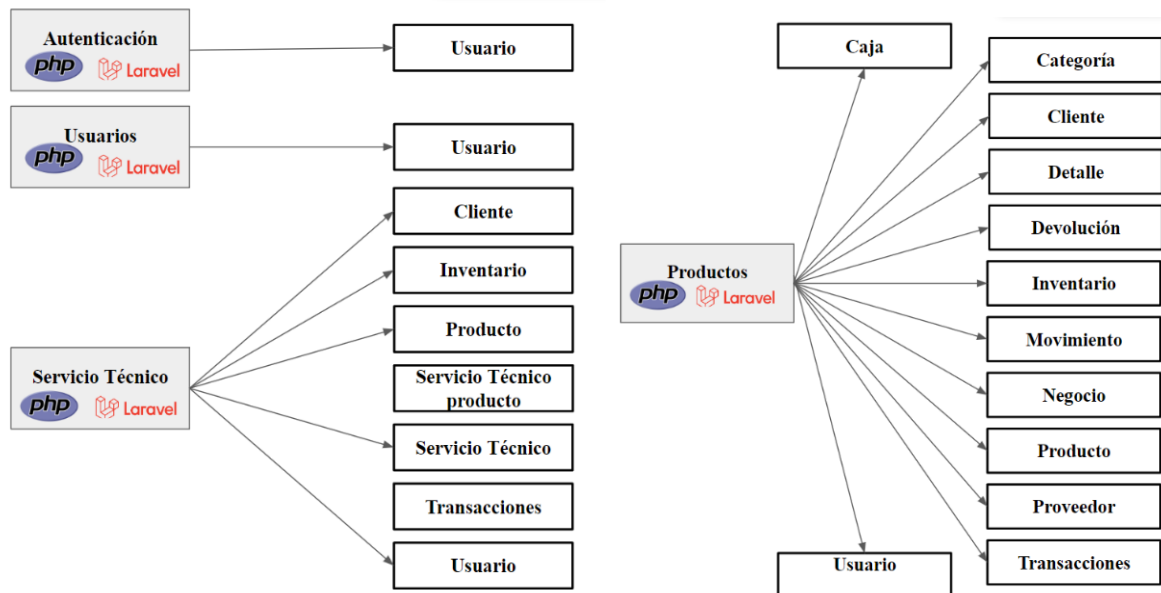 Autenticación
php Laravel
Usuario
Usuarios
php Laravel
Usuario
Servicio Técnico
php Laravel
Cliente
Inventario
Producto
Servicio Técnico
producto
Servicio Técnico
Transacciones
Usuario
Productos
php Laravel
Caja
Usuario
Categoría
Cliente
Detalle
Devolución
Inventario
Movimiento
Negocio
Producto
Proveedor
Transacciones